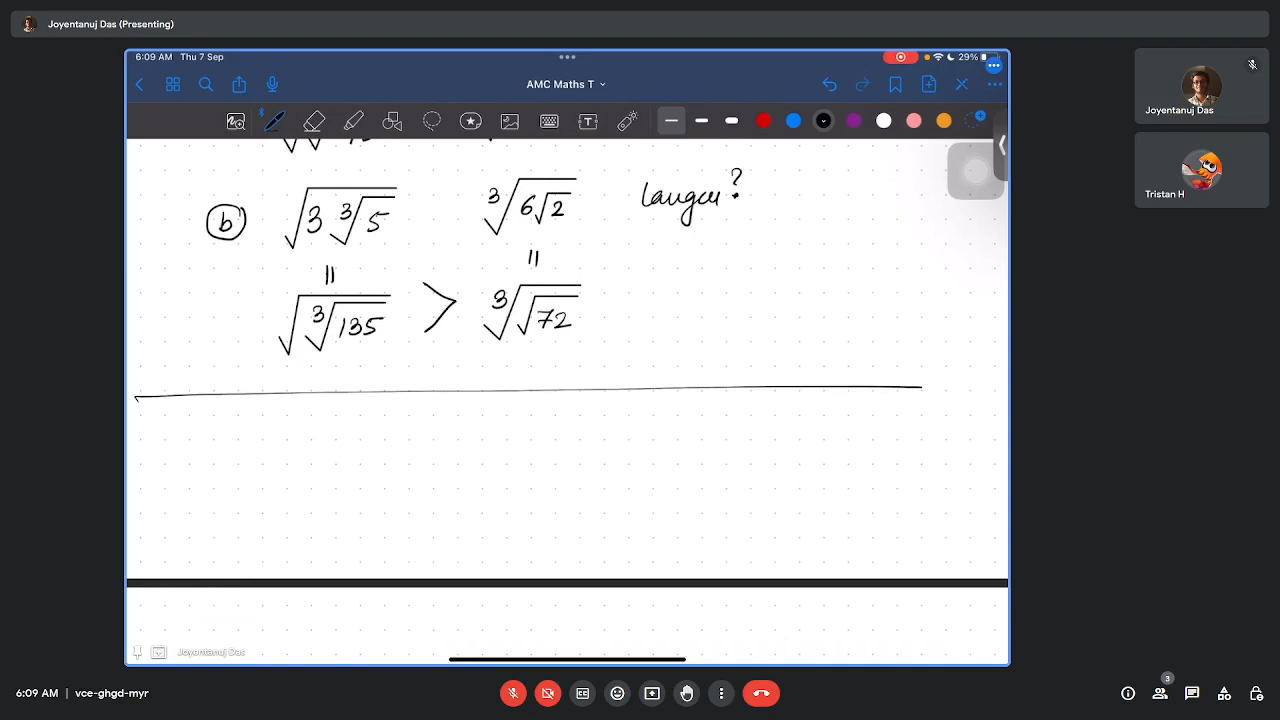 Joyentanuj Das (Presenting)
6:09 AM Thu 7 Sep
29%
AMC Maths T
T
b
√(3∛5)
∛(6√2)
larger?
=
=
√(∛135) > ∛(√72)
Joyentanuj Das
Joyentanuj Das
Tristan H
6:09 AM | vce-ghgd-myr
3